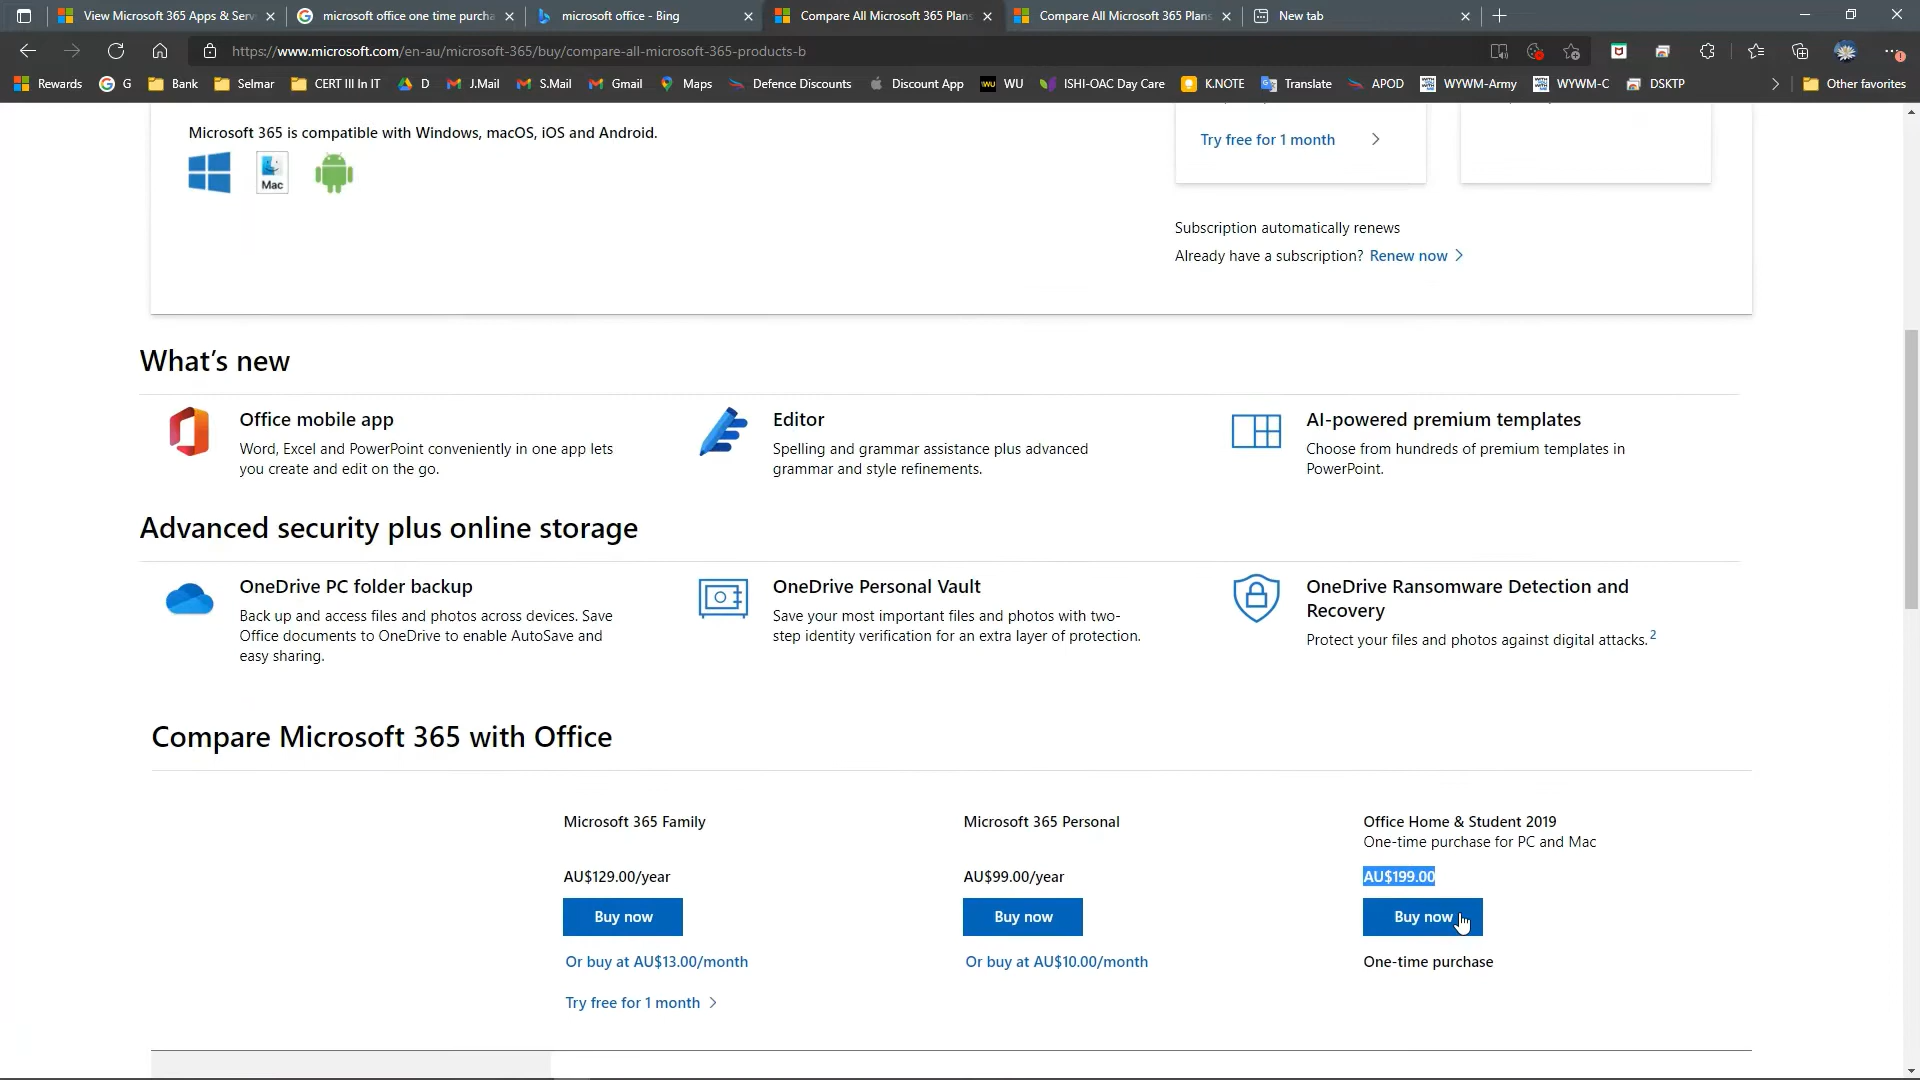 View Microsoft 365 Apps & Serv
microsoft office one time purcha
microsoft office - Bing
Compare All Microsoft 365 Plans
Compare All Microsoft 365 Plans
New tab
https://www.microsoft.com/en-au/microsoft-365/buy/compare-all-microsoft-365-products-b
Rewards
G
Bank
Selmar
CERT III In IT
D
J.Mail
S.Mail
Gmail
Maps
Defence Discounts
Discount App
WU
WU
ISHI-OAC Day Care
K.NOTE
Translate
APOD
WYWM-Army
WYWM-C
DSKTP
Other favorites
Microsoft 365 is compatible with Windows, macOS, iOS and Android.
Mac
Try free for 1 month
Subscription automatically renews
Already have a subscription? Renew now
What's new
Office mobile app
Word, Excel and PowerPoint conveniently in one app lets
you create and edit on the go.
Editor
Spelling and grammar assistance plus advanced
grammar and style refinements.
AI-powered premium templates
Choose from hundreds of premium templates in
PowerPoint.
Advanced security plus online storage
OneDrive PC folder backup
Back up and access files and photos across devices. Save
Office documents to OneDrive to enable AutoSave and
easy sharing.
OneDrive Personal Vault
Save your most important files and photos with two-
step identity verification for an extra layer of protection.
OneDrive Ransomware Detection and
Recovery
Protect your files and photos against digital attacks.2
Compare Microsoft 365 with Office
Microsoft 365 Family
AU$129.00/year
Buy now
Or buy at AU$13.00/month
Try free for 1 month
Microsoft 365 Personal
AU$99.00/year
Buy now
Or buy at AU$10.00/month
Office Home & Student 2019
One-time purchase for PC and Mac
AU$199.00
Buy now
One-time purchase